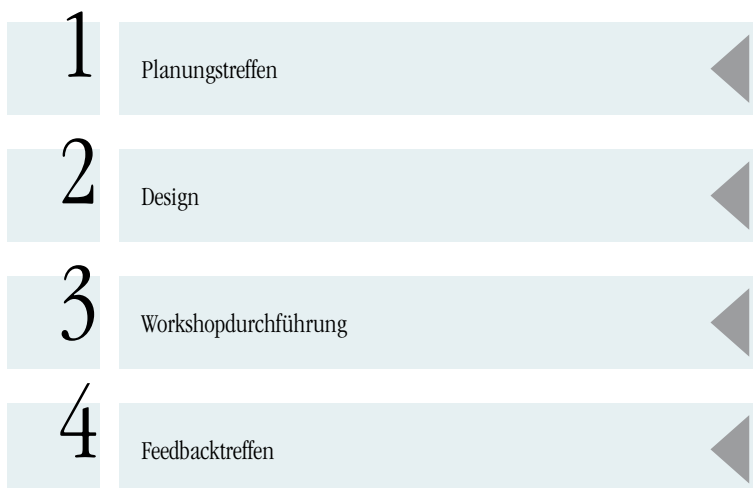 1 Planungstreffen
2 Design
3 Workshopdurchführung
4 Feedbacktreffen